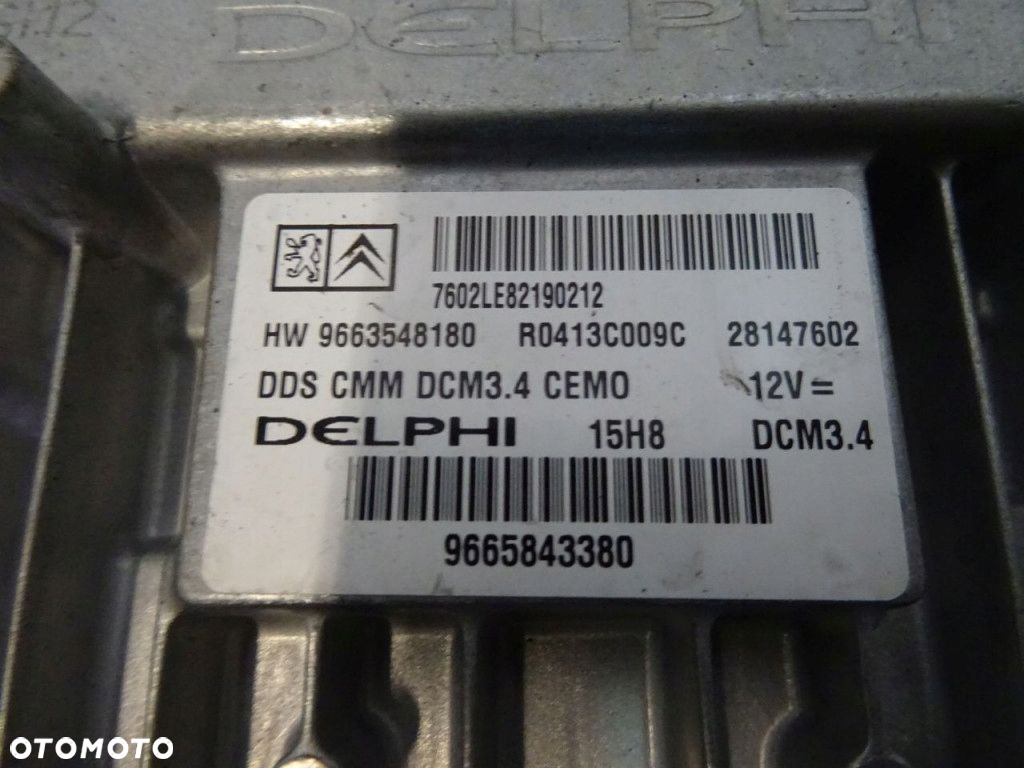 DELPHI
7602LE82190212
HW 9663548180 R0413C009C 28147602
DDS CMM DCM3.4 CEMO 12V=
DELPHI 15H8 DCM3.4
9665843380
OTOMOTO